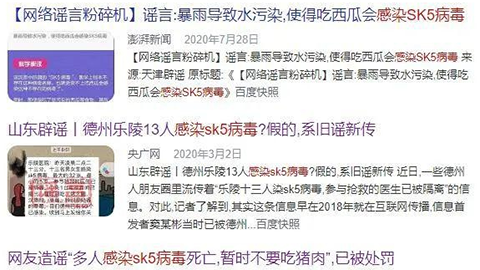 【网络谣言粉碎机】谣言:暴雨导致水污染,使得吃西瓜会感染SK5病毒
澎湃新闻 2020年7月28日
【网络谣言粉碎机】谣言:暴雨导致水污染,使得吃西瓜会感染SK5病毒 来
源:天津辟谣 原标题:《【网络谣言粉碎机】谣言:暴雨导致水污染,使得吃
西瓜会感染SK5病毒》百度快照
山东辟谣丨德州乐陵13人感染sk5病毒?假的,系旧谣新传
央广网 2020年3月2日
山东辟谣丨德州乐陵13人感染sk5病毒?假的,系旧谣新传 近日,一些德州
人朋友圈里流传着“乐陵十三人染sk5病毒,参与抢救的医生已被隔离”的信
息。对此,记者了解到,其实这条信息早在2018年就在互联网传播,信息首
发者窦某彬当时已被德州...百度快照
网友造谣“多人感染sk5病毒死亡,暂时不要吃猪肉”,已被处罚